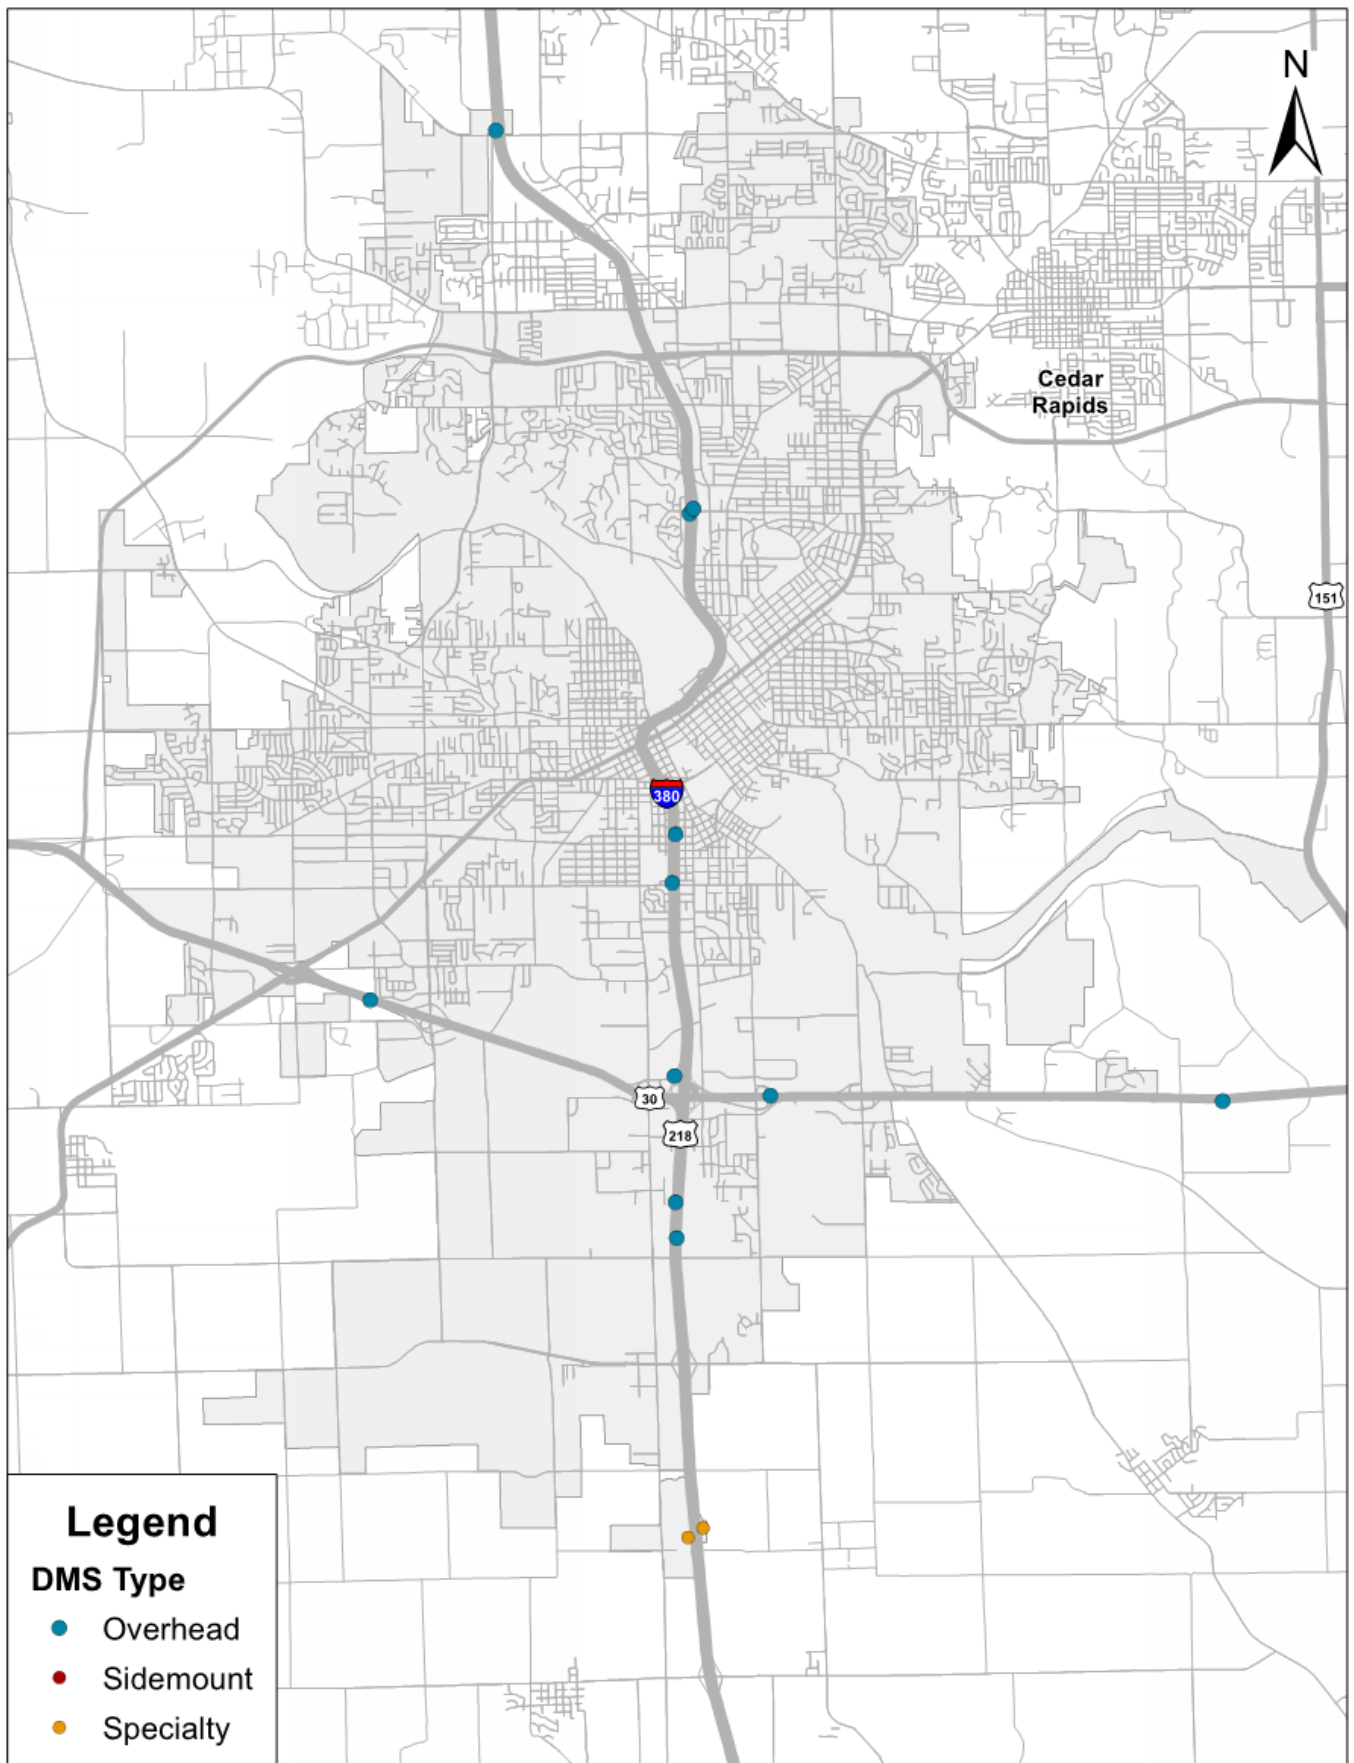 N
Cedar
Rapids
151
380
30
218
Legend
DMS Type
Overhead
Sidemount
Specialty